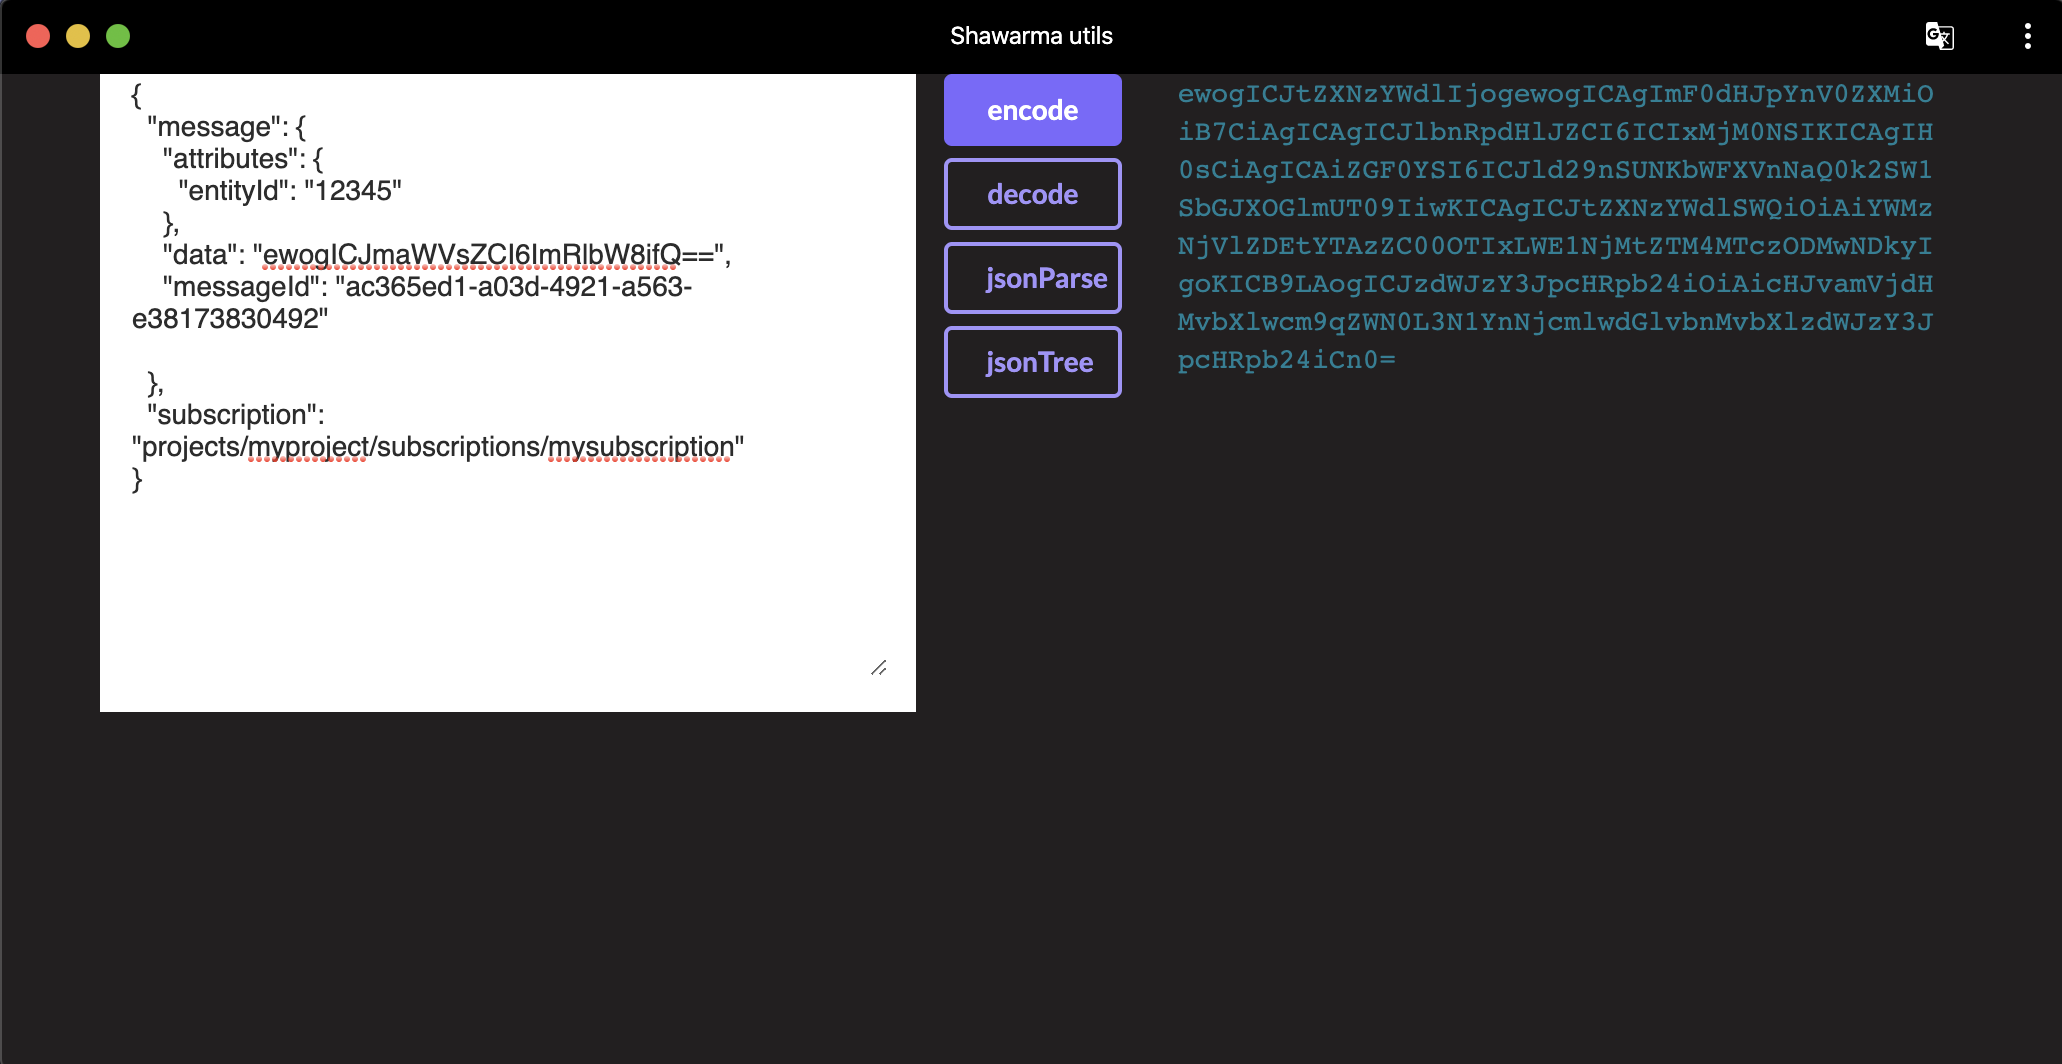 Shawarma utils
{
"message": {
"attributes": {
"entityId": "12345"
},
"data": "ewogICJmaWVsZCI6ImRlbW8ifQ==",
"messageId": "ac365ed1-a03d-4921-a563-
e38173830492"
},
"subscription":
"projects/myproject/subscriptions/mysubscription"
}
encode
decode
jsonParse
jsonTree
ewogICJtZXNzYWdlIjogewogICAgImF0dHJpYnV0ZXMiO
iB7CiAgICAgICJlbnRpdHlJZCI6ICIxMjM0NSIKICAgIH
0sCiAgICAiZGF0YSI6ICJld29nSUNKbWFXVnNaQ0k2SW1
SbGJXOGlmUT09IiwKICAgICJtZXNzYWdlSWQiOiAiYWMz
NjVlZDEtYTAzZC00OTIxLWE1NjMtZTM4MTczODMwNDkyI
goKICB9LAogICJzdWJzY3JpcHRpb24iOiAicHJvamVjdH
MvbXlwcm9qZWN0L3N1YnNjcmlwdGlvbnMvbXlzdWJzY3J
pcHRpb24iCn0=